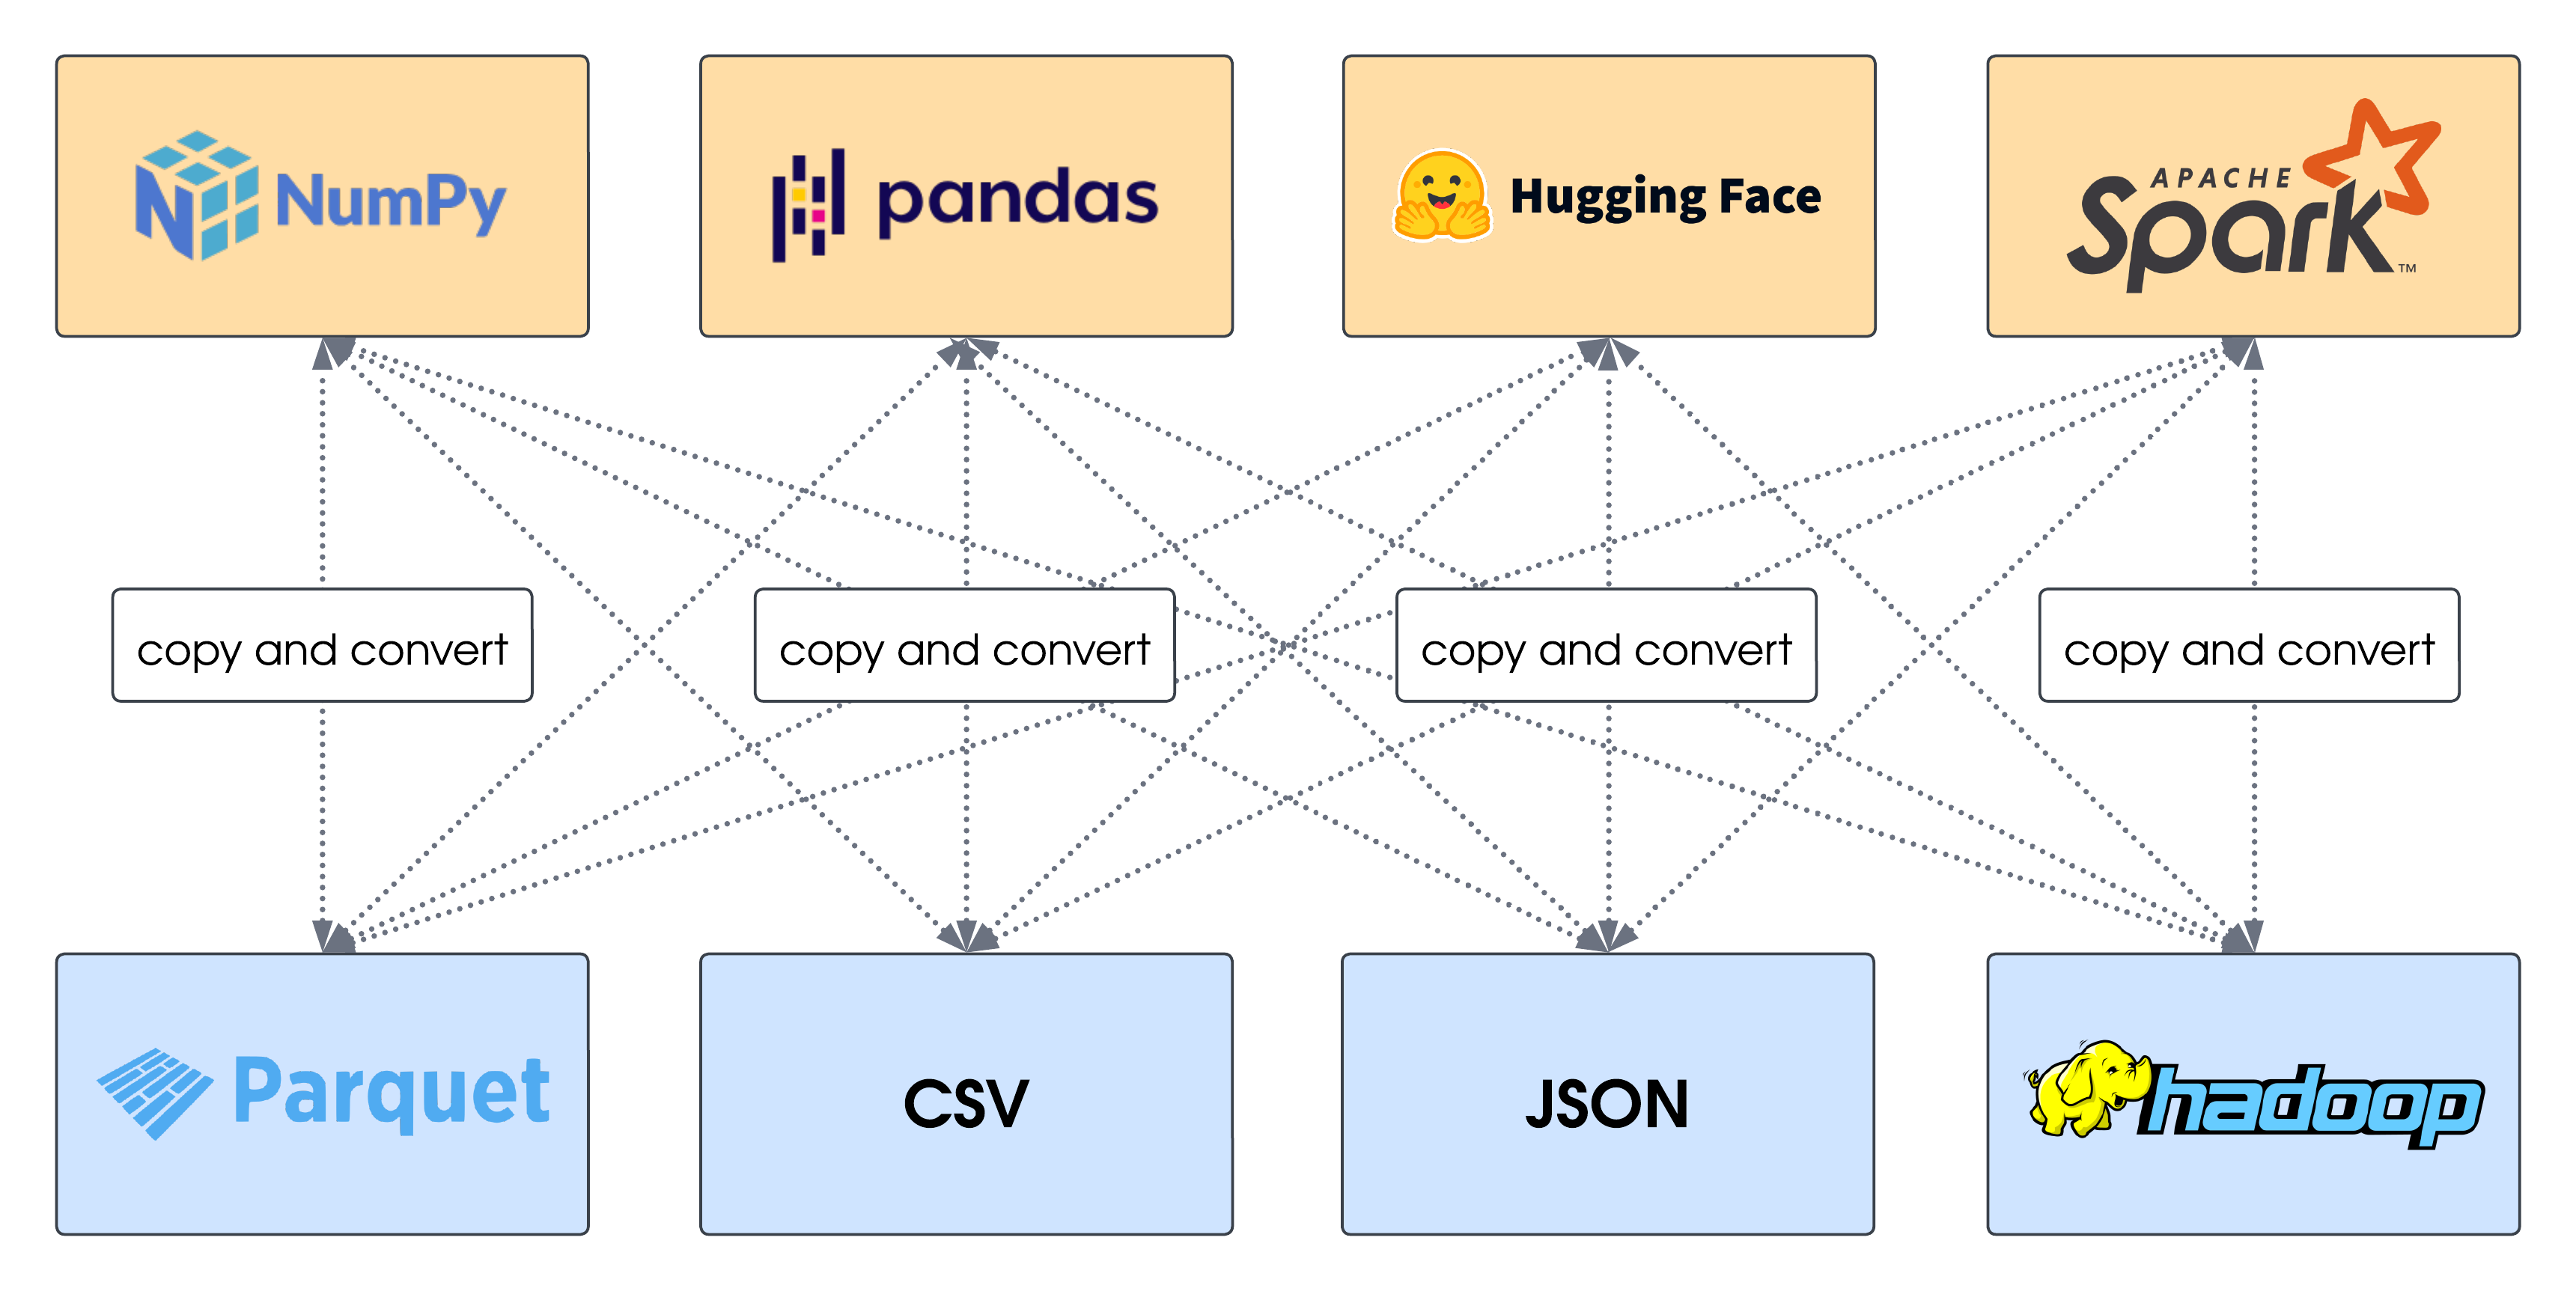 NumPy
pandas
Hugging Face
APACHE
Spark™
copy and convert
copy and convert
copy and convert
copy and convert
Parquet
CSV
JSON
hadoop